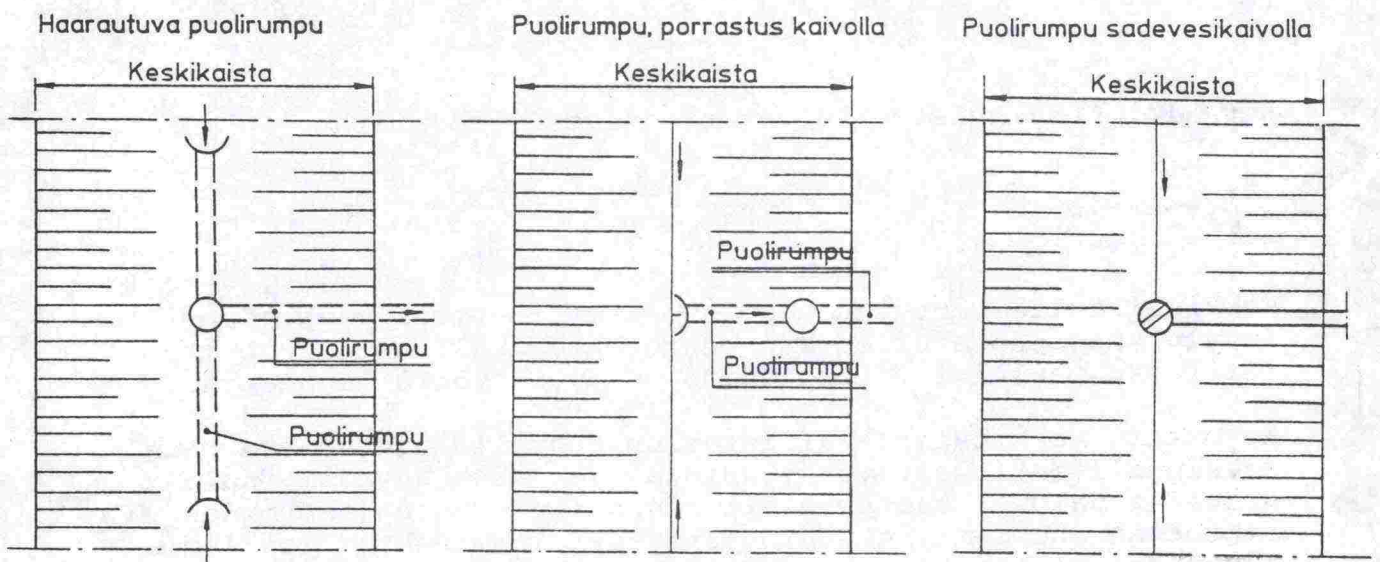 Haarautuva puolirumpu
Keskikaista
Puolirumpu
Puolirumpu
Puolirumpu, porrastus kaivolla
Keskikaista
Puolirumpu
Puolirumpu
Puolirumpu sadevesikaivolla
Keskikaista